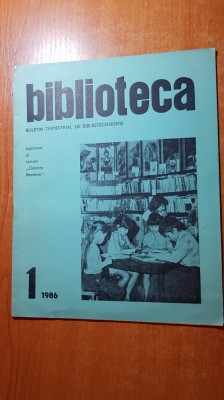 biblioteca
BULETIN TRIMESTRIAL DE BIBLIOTECONOMIE
Supliment
al
revistei
„Cîntarea
României"
1 1986